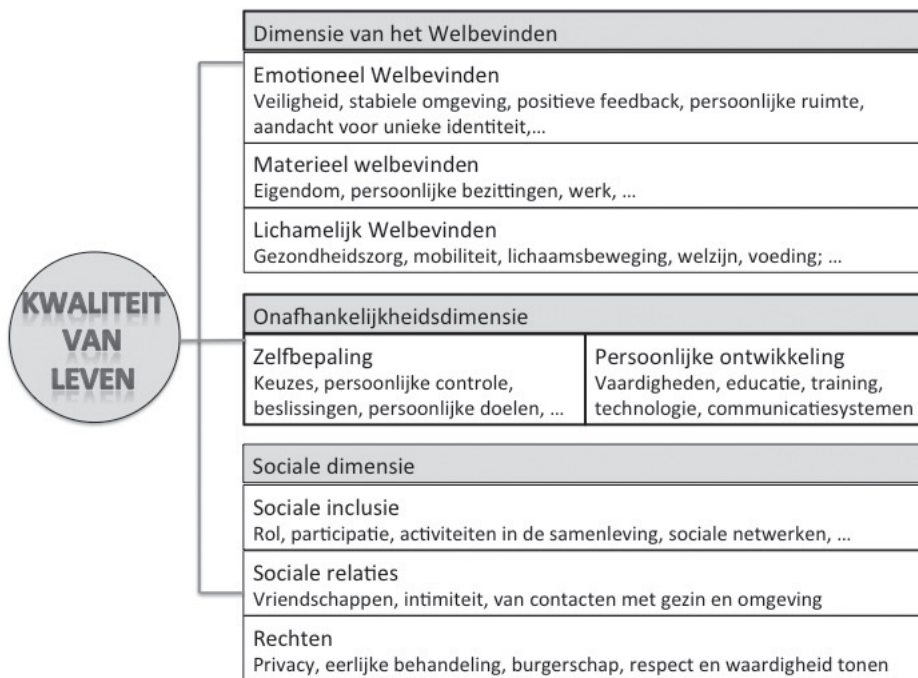 KWALITEIT
VAN
LEVEN
Dimensie van het Welbevinden
Emotioneel Welbevinden
Veiligheid, stabiele omgeving, positieve feedback, persoonlijke ruimte,
aandacht voor unieke identiteit,...
Materieel welbevinden
Eigendom, persoonlijke bezittingen, werk, ...
Lichamelijk Welbevinden
Gezondheidszorg, mobiliteit, lichaamsbeweging, welzijn, voeding; ...
Onafhankelijkheidsdimensie
Zelfbepaling
Keuzes, persoonlijke controle,
beslissingen, persoonlijke doelen, ...
Persoonlijke ontwikkeling
Vaardigheden, educatie, training,
technologie, communicatiesystemen
Sociale dimensie
Sociale inclusie
Rol, participatie, activiteiten in de samenleving, sociale netwerken, ...
Sociale relaties
Vriendschappen, intimiteit, van contacten met gezin en omgeving
Rechten
Privacy, eerlijke behandeling, burgerschap, respect en waardigheid tonen